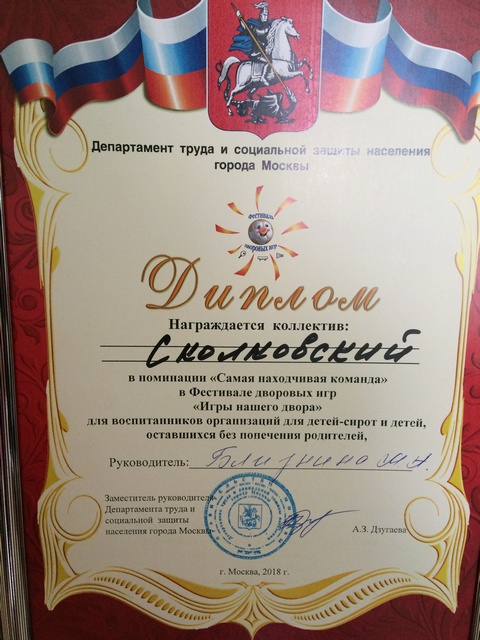 Департамент труда и социальной защиты населения
города Москвы
Фестиваль
дворовых игр
Диплом
Награждается коллектив:
Сколковский
в номинации «Самая находчивая команда»
в Фестивале дворовых игр
«Игры нашего двора»
для воспитанников организаций для детей-сирот и детей,
оставшихся без попечения родителей,
Руководитель:
Заместитель руководителя
Департамента труда и
социальной защиты
населения города Москвы
А.З. Дзугаева
г. Москва, 2018 г.